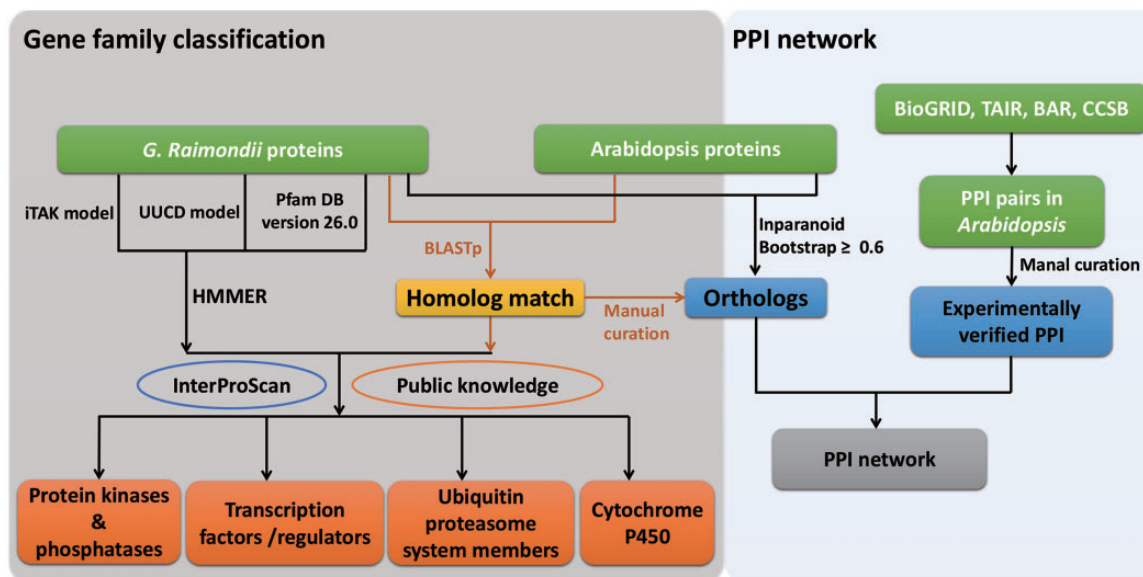 Gene family classification
PPI network
BioGRID, TAIR, BAR, CCSB
G. Raimondii proteins
Arabidopsis proteins
iTAK model
UUCD model
Pfam DB
version 26.0
PPI pairs in
Arabidopsis
Inparanoid
Bootstrap ≥ 0.6
BLASTp
Manal curation
HMMER
Homolog match
Manual
curation
Orthologs
Experimentally
verified PPI
InterProScan
Public knowledge
PPI network
Protein kinases
&
phosphatases
Transcription
factors /regulators
Ubiquitin
proteasome
system members
Cytochrome
P450